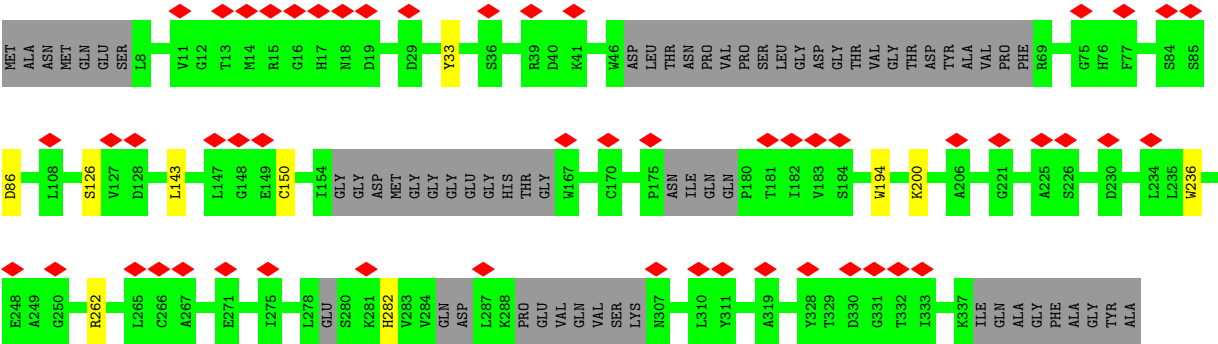 MET ALA ASN MET GLN GLU SER L8 V11 G12 T13 M14 R15 G16 H17 N18 D19 D29 Y33 S36 R39 D40 K41 W46 ASP LEU THR ASN PRO VAL PRO SER LEU GLY ASP GLY THR VAL GLY THR ASP TYR ALA VAL PRO PHE R69 G75 H76 F77 S84 S85
D86 L108 S126 V127 D128 L143 L147 G148 E149 C150 I154 GLY GLY ASP MET GLY GLY GLY GLU GLY HIS THR GLY W167 C170 P175 ASN ILE GLN GLN P180 T181 I182 V183 S184 W194 K200 A206 G221 A225 S226 D230 L234 L235 W236
E248 A249 G250 R262 L265 C266 A267 E271 I275 L278 GLU S280 K281 H282 V283 V284 GLN ASP L287 K288 PRO GLU VAL GLN VAL SER LYS N307 L310 Y311 A319 Y328 T329 D330 G331 T332 I333 K337 ILE GLN ALA GLY PHE ALA GLY TYR ALA